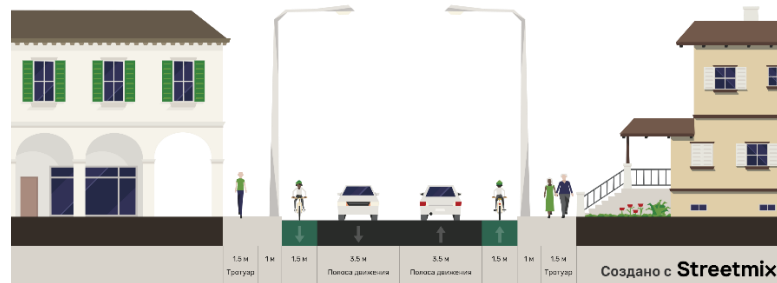 1.5 м
1 м
1.5 м
3.5 м
3.5 м
1.5 м
1 м
1.5 м
Тротуар
Полоса движения
Полоса движения
Тротуар
Создано с Streetmix